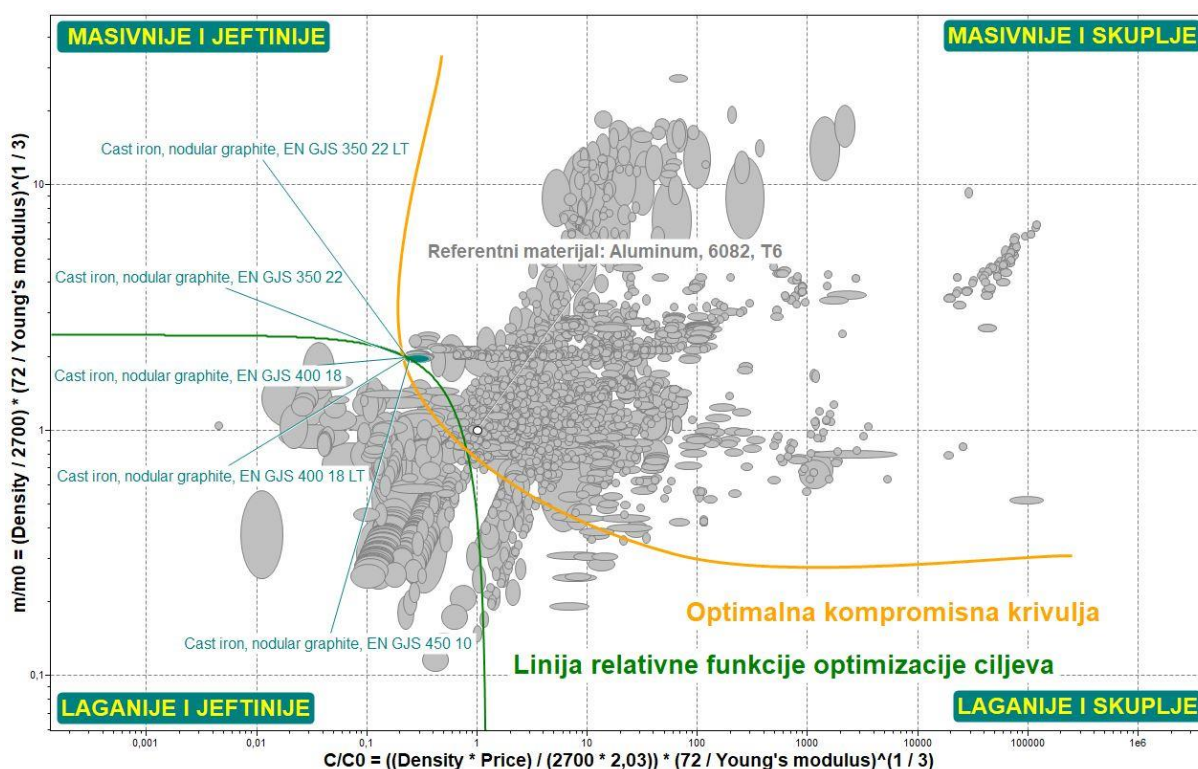 MASIVNIJE I JEFTINIJE
MASIVNIJE I SKUPLJE
Cast iron, nodular graphite, EN GJS 350 22 LT
10
Referentni materijal: Aluminum, 6082, T6
Cast iron, nodular graphite, EN GJS 350 22
Cast iron, nodular graphite, EN GJS 400 18
1
Cast iron, nodular graphite, EN GJS 400 18 LT
Optimalna kompromisna krivulja
Cast iron, nodular graphite, EN GJS 450 10
Linija relativne funkcije optimizacije ciljeva
0,1
LAGANIJE I JEFTINIJE
LAGANIJE I SKUPLJE
m/m0 = (Density / 2700) * (72 / Young's modulus)^(1 / 3)
0,001 0,01 0,1 1 10 100 1000 10000 100000 1e6
C/C0 = ((Density * Price) / (2700 * 2,03)) * (72 / Young's modulus)^(1 / 3)